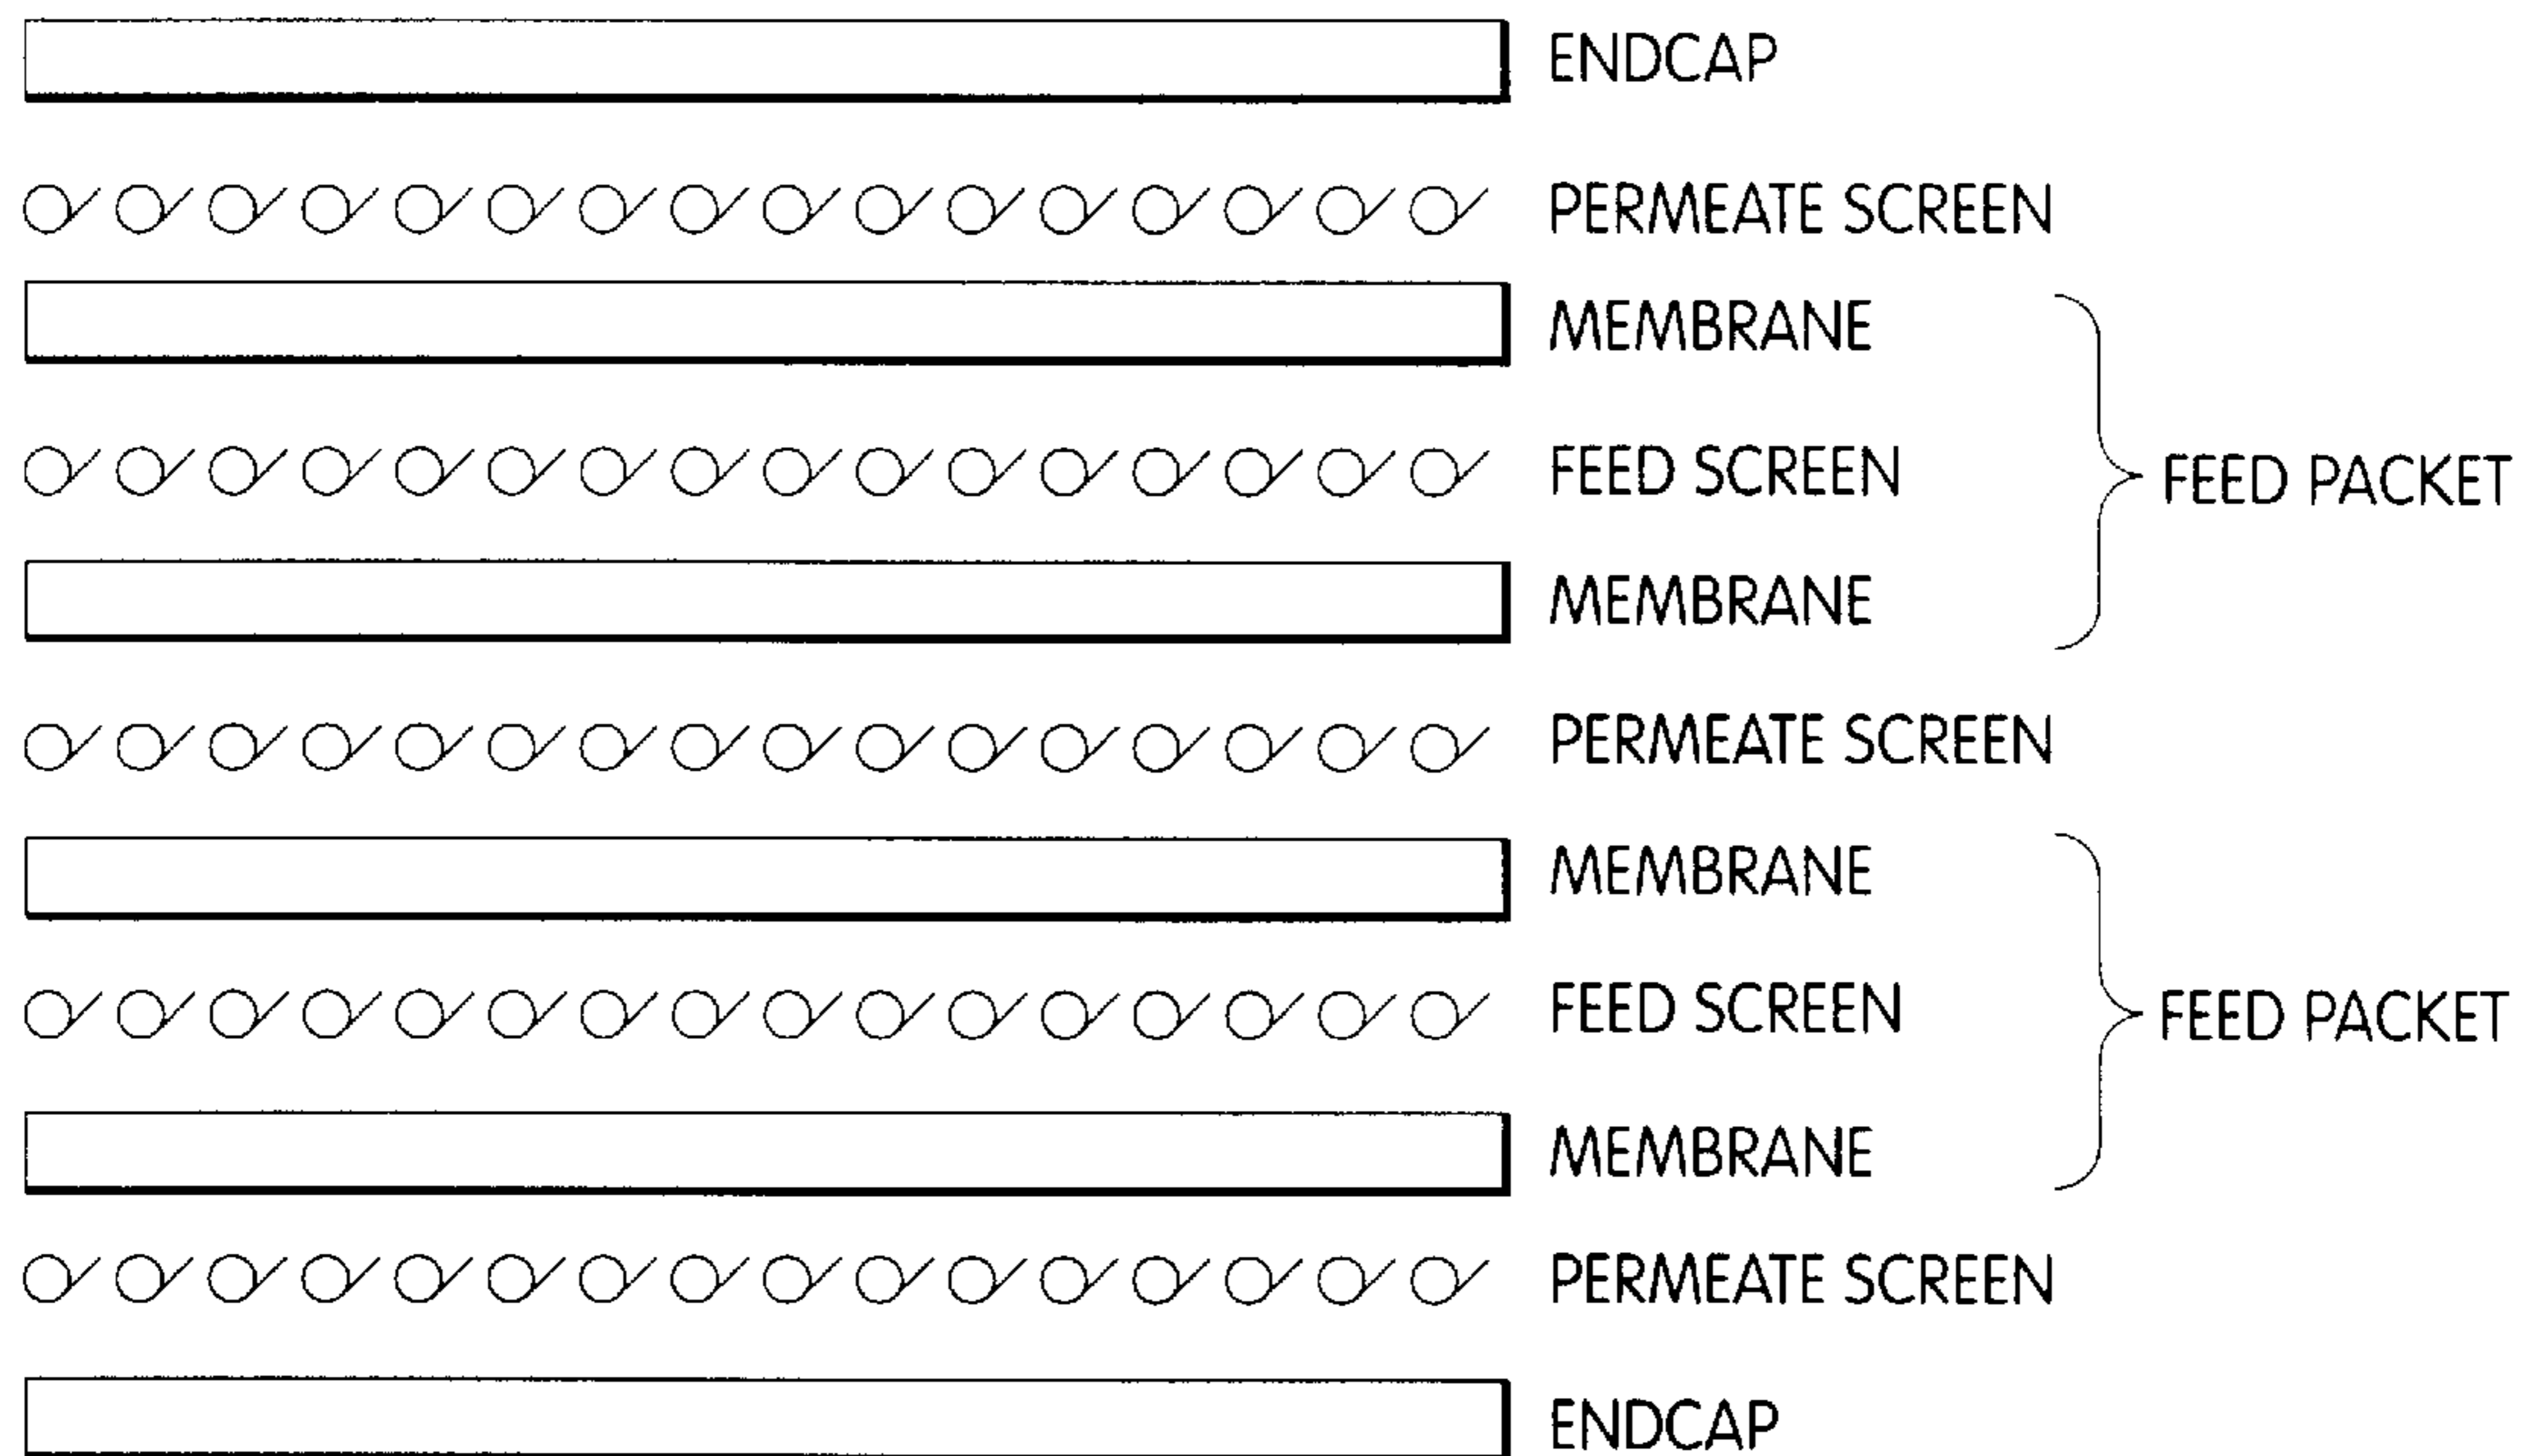 ENDCAP
PERMEATE SCREEN
MEMBRANE
FEED SCREEN
FEED PACKET
MEMBRANE
PERMEATE SCREEN
MEMBRANE
FEED SCREEN
FEED PACKET
MEMBRANE
PERMEATE SCREEN
ENDCAP